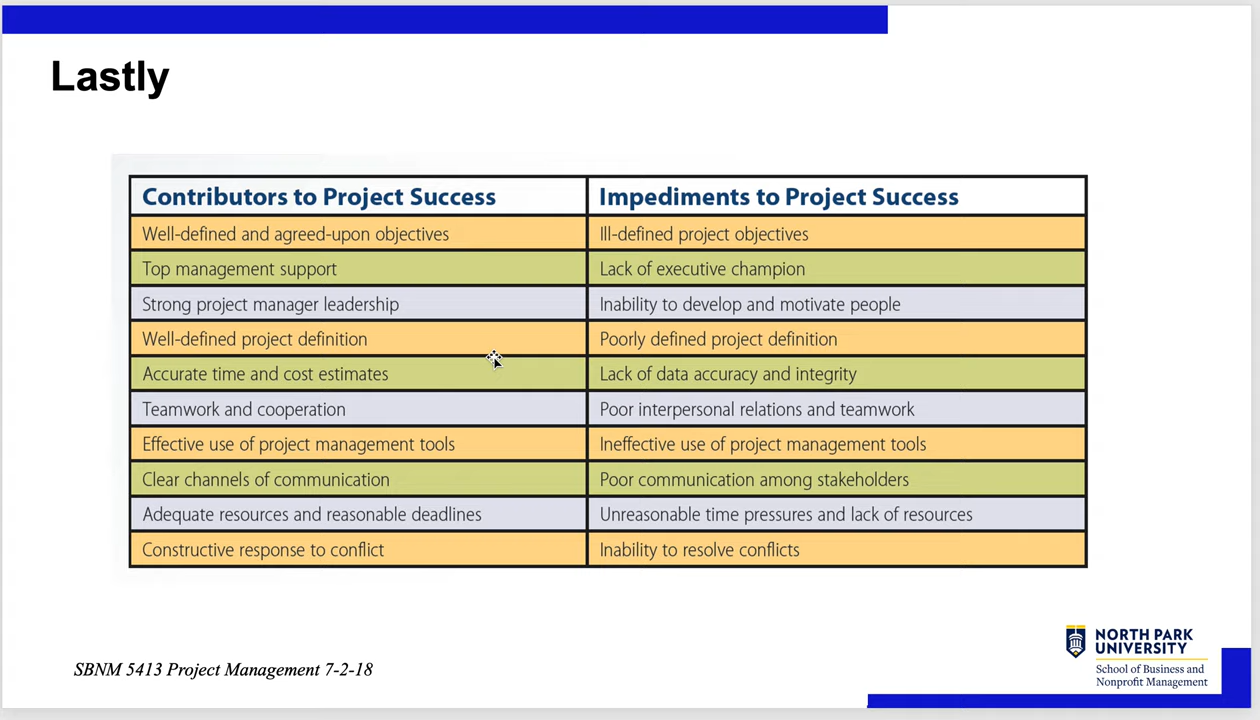 Lastly
Contributors to Project Success
Impediments to Project Success
Well-defined and agreed-upon objectives
Ill-defined project objectives
Top management support
Lack of executive champion
Strong project manager leadership
Inability to develop and motivate people
Well-defined project definition
Poorly defined project definition
Accurate time and cost estimates
Lack of data accuracy and integrity
Teamwork and cooperation
Poor interpersonal relations and teamwork
Effective use of project management tools
Ineffective use of project management tools
Clear channels of communication
Poor communication among stakeholders
Adequate resources and reasonable deadlines
Unreasonable time pressures and lack of resources
Constructive response to conflict
Inability to resolve conflicts
SBNM 5413 Project Management 7-2-18
NORTH PARK
UNIVERSITY
School of Business and
Nonprofit Management